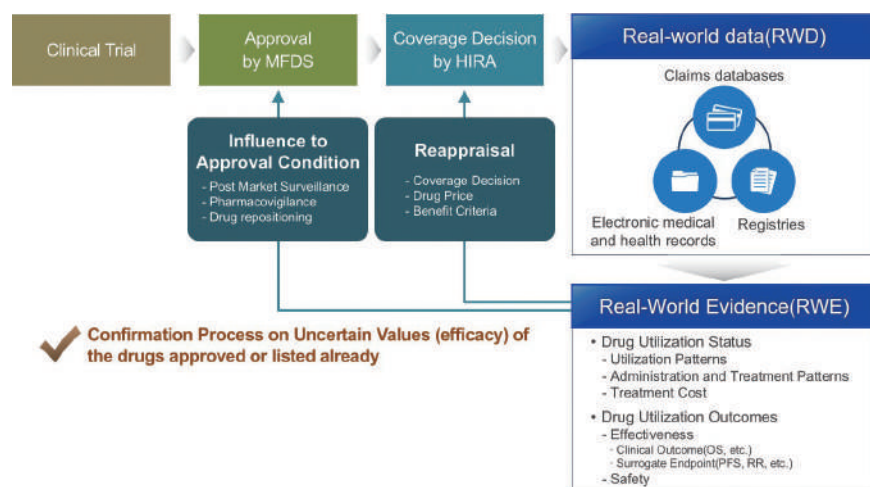 Clinical Trial
Approval
by MFDS
Coverage Decision
by HIRA
Real-world data(RWD)
Claims databases
Electronic medical
and health records
Registries
Influence to
Approval Condition
- Post Market Surveillance
- Pharmacovigilance
- Drug repositioning
Reappraisal
- Coverage Decision
- Drug Price
- Benefit Criteria
Real-World Evidence(RWE)
• Drug Utilization Status
- Utilization Patterns
- Administration and Treatment Patterns
- Treatment Cost
• Drug Utilization Outcomes
- Effectiveness
· Clinical Outcome(OS, etc.)
· Surrogate Endpoint(PFS, RR, etc.)
- Safety
Confirmation Process on Uncertain Values (efficacy) of
the drugs approved or listed already